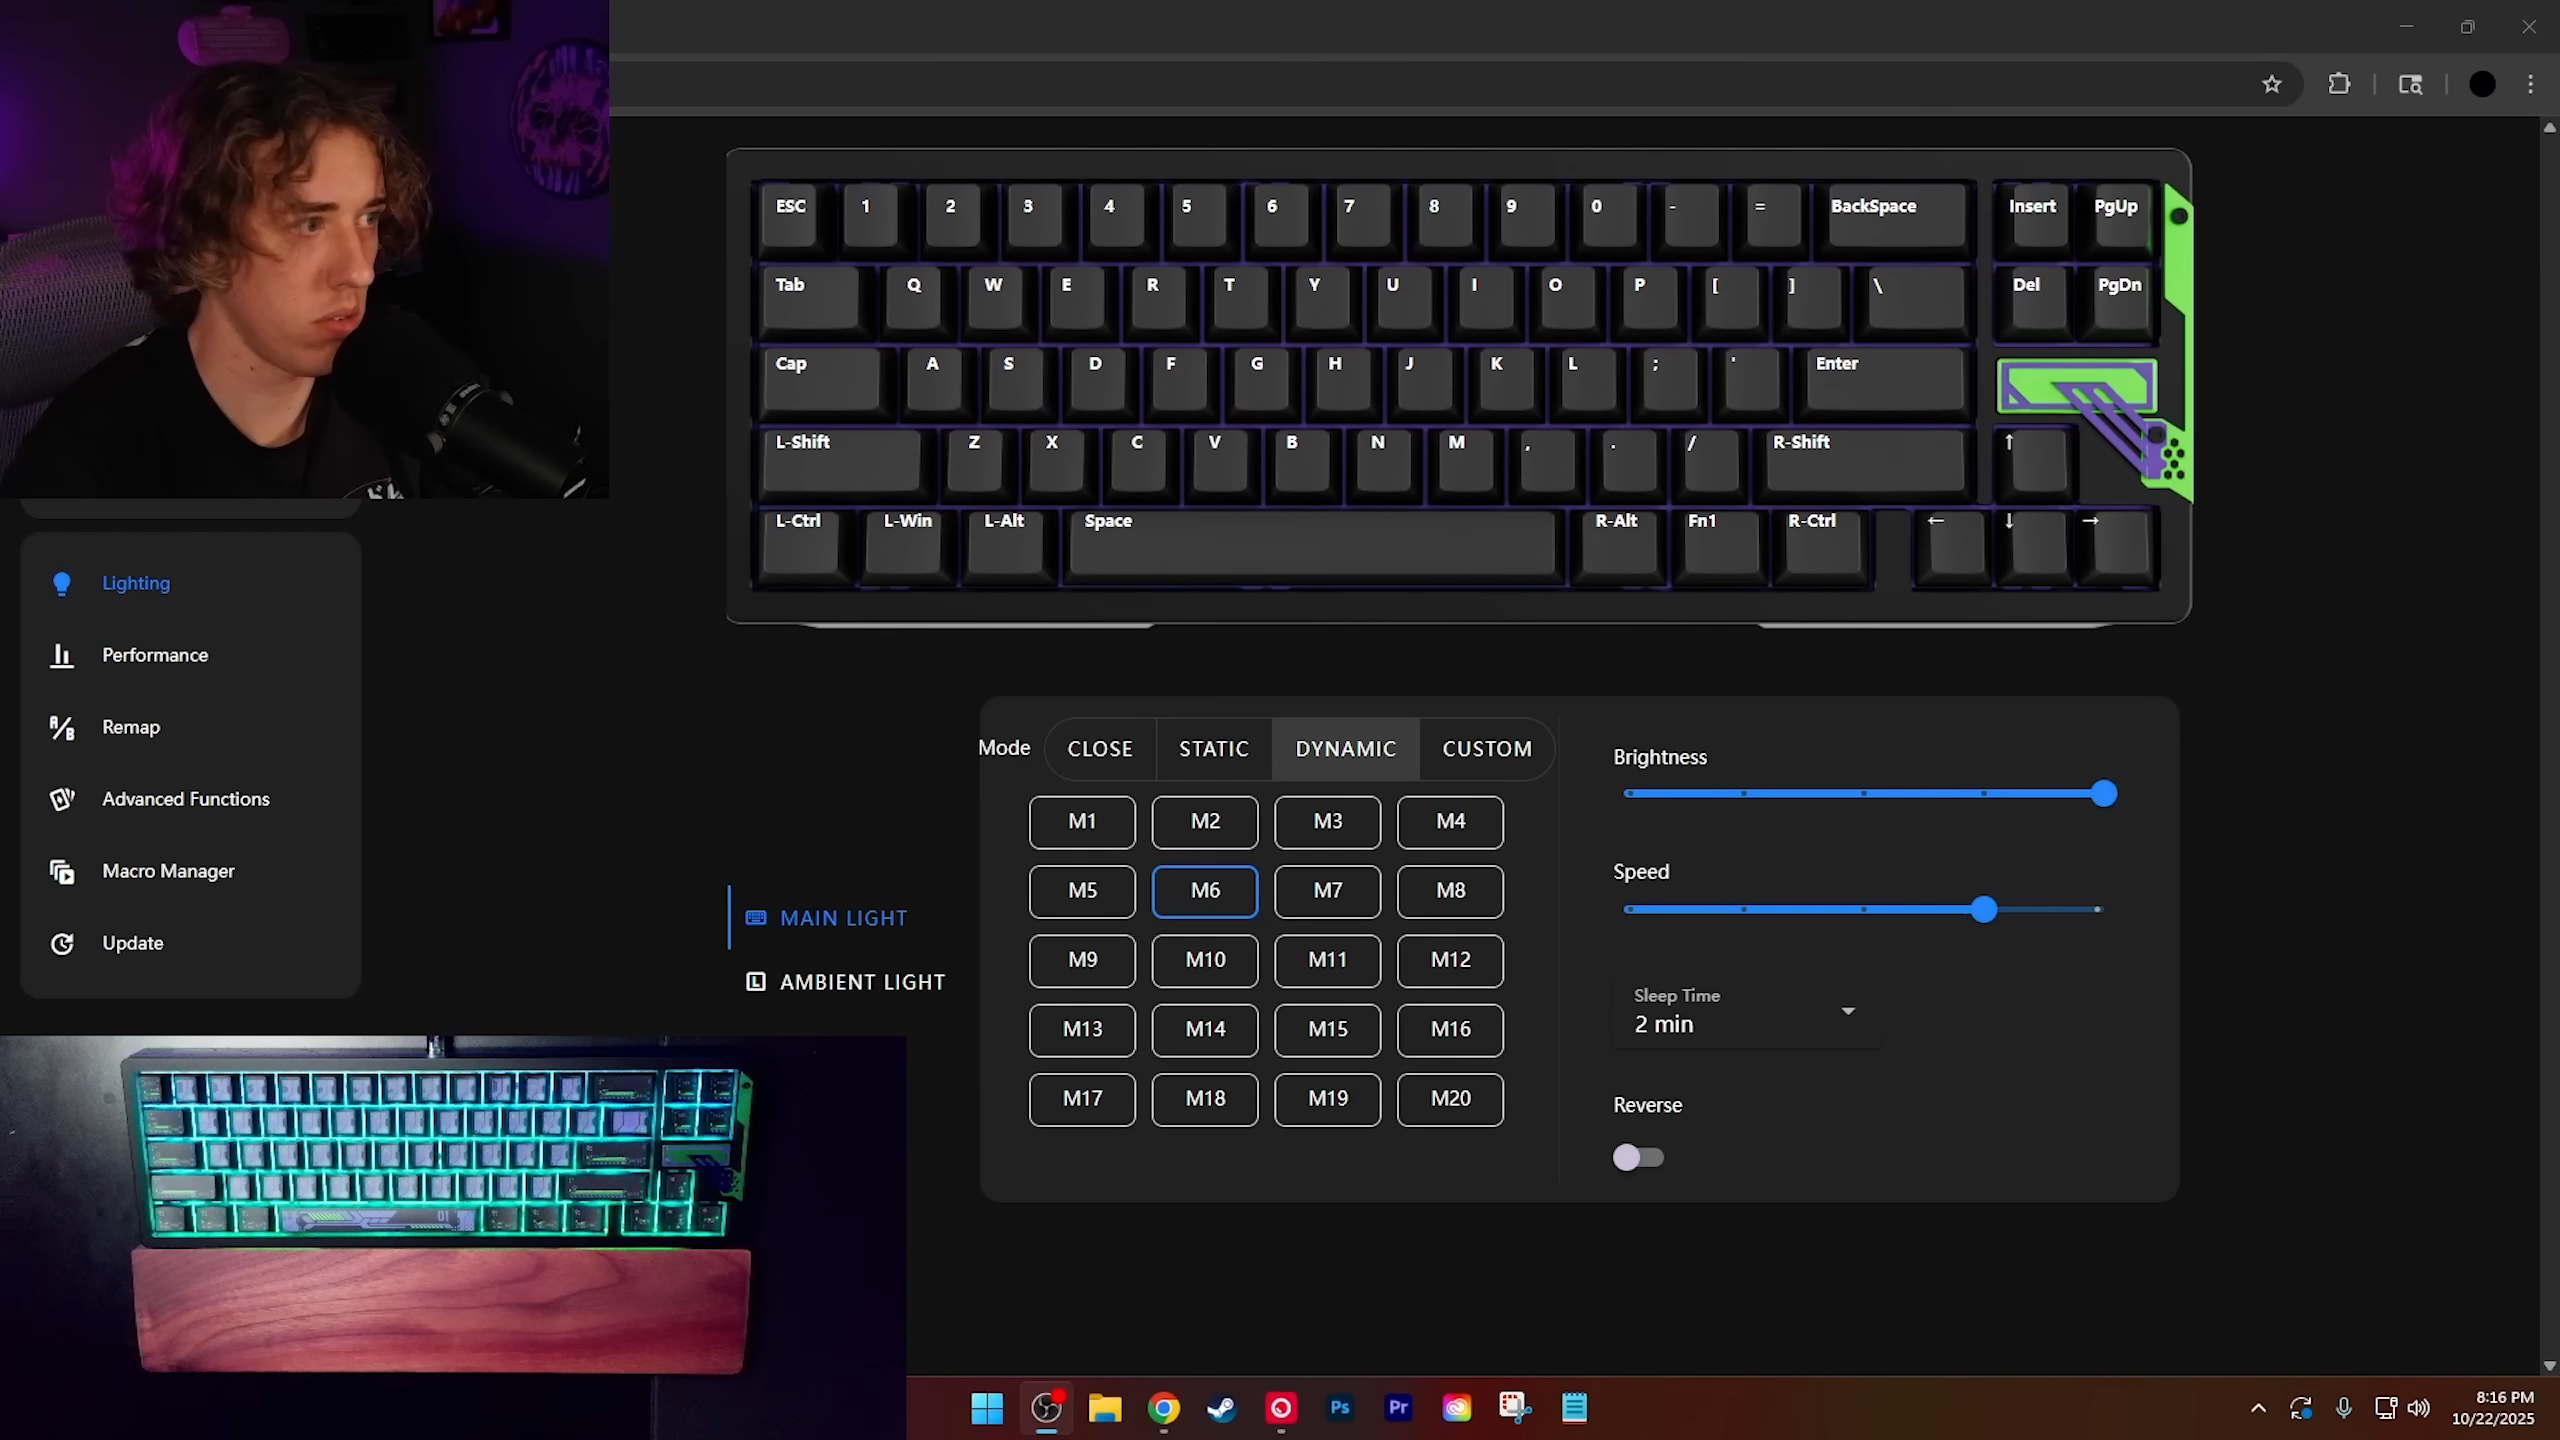 ESC 1 2 3 4 5 6 7 8 9 0 - = BackSpace Insert PgUp
Tab Q W E R T Y U I O P [ ] \ Del PgDn
Cap A S D F G H J K L ; ' Enter
L-Shift Z X C V B N M , . / R-Shift ↑
L-Ctrl L-Win L-Alt Space R-Alt Fn1 R-Ctrl ← ↓ →
Lighting
Performance
Remap
Advanced Functions
Macro Manager
Update
MAIN LIGHT
AMBIENT LIGHT
Mode CLOSE STATIC DYNAMIC CUSTOM
M1 M2 M3 M4
M5 M6 M7 M8
M9 M10 M11 M12
M13 M14 M15 M16
M17 M18 M19 M20
Brightness
Speed
Sleep Time
2 min
Reverse
01
Ps Pr
8:16 PM
10/22/2025